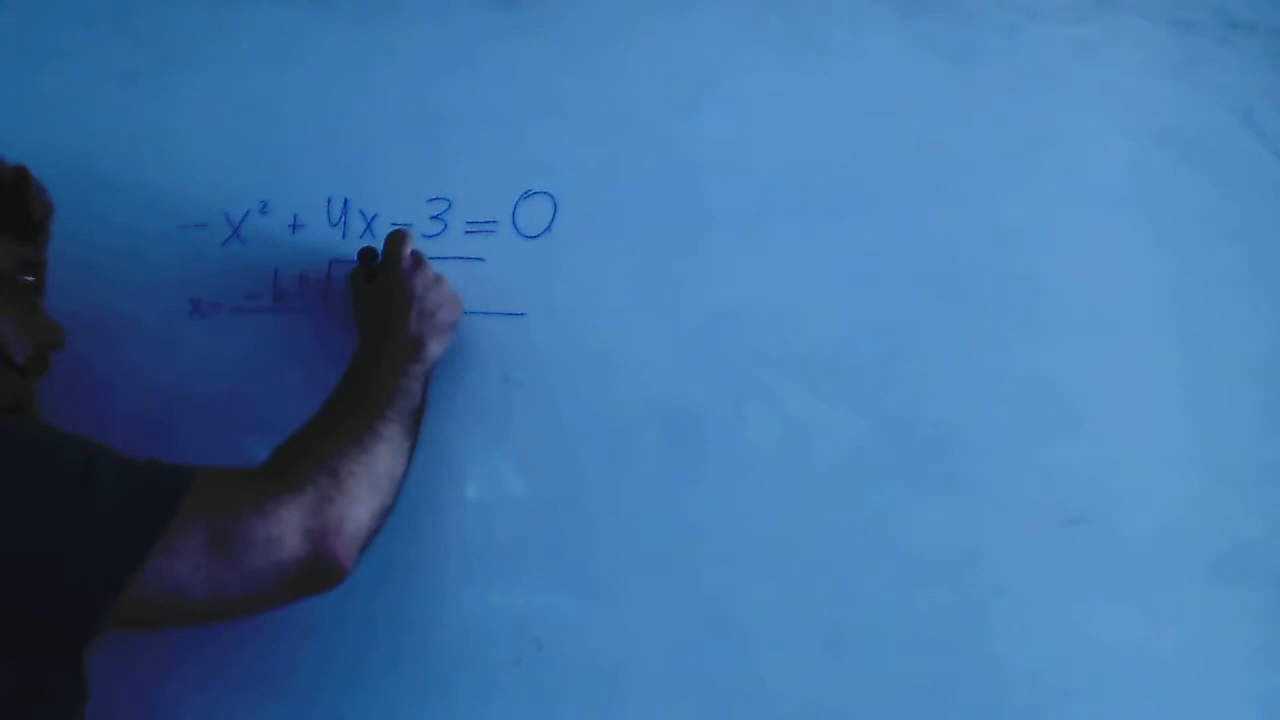 -x² + 4x - 3 = 0
x = -b ± √